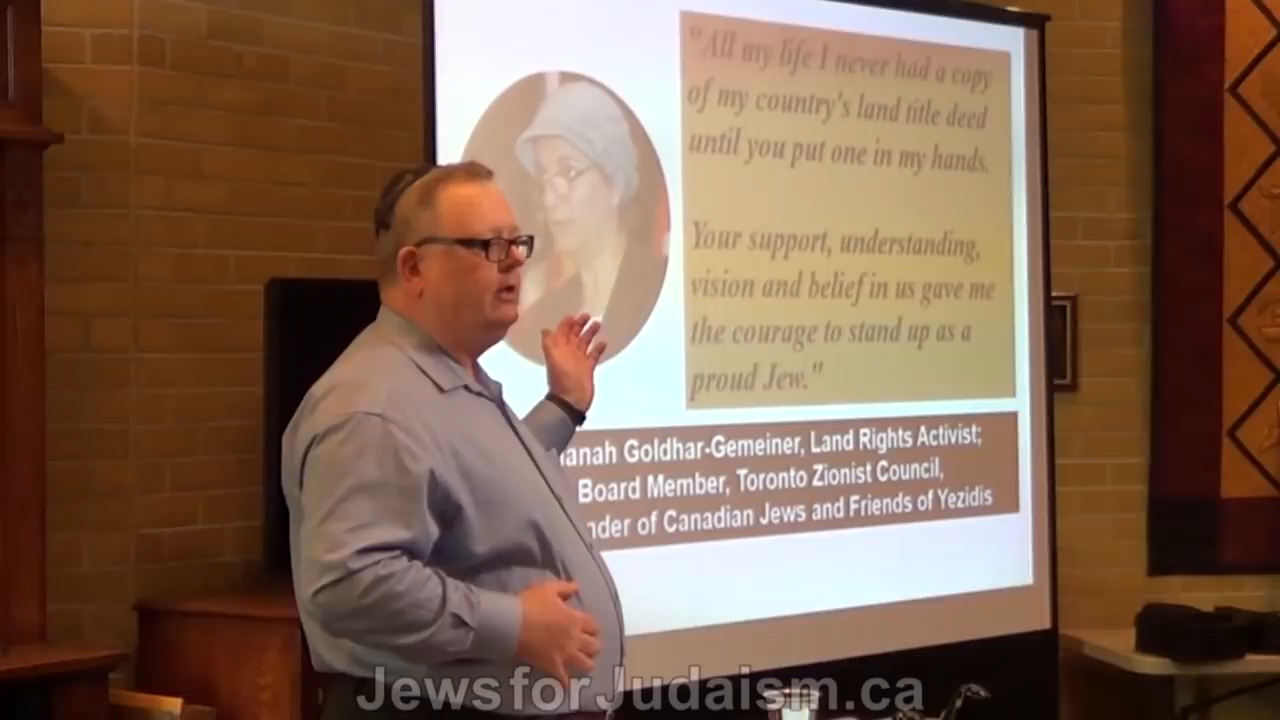 "All my life I never had a copy
of my country's land title deed
until you put one in my hands.
Your support, understanding,
vision and belief in us gave me
the courage to stand up as a
proud Jew."
Goldhar-Gemeiner, Land Rights Activist;
Board Member, Toronto Zionist Council,
of Canadian Jews and Friends of Yezidis
JewsforJudaism.ca